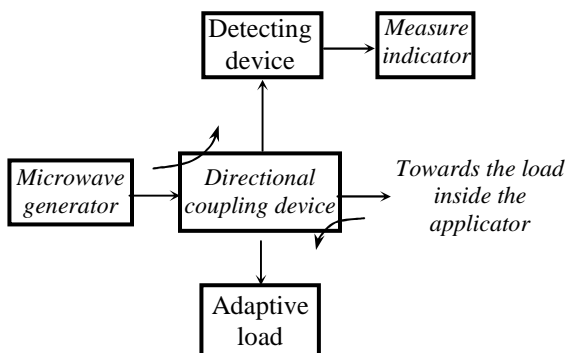 Detecting
device
Measure
indicator
Microwave
generator
Directional
coupling device
Towards the load
inside the
applicator
Adaptive
load